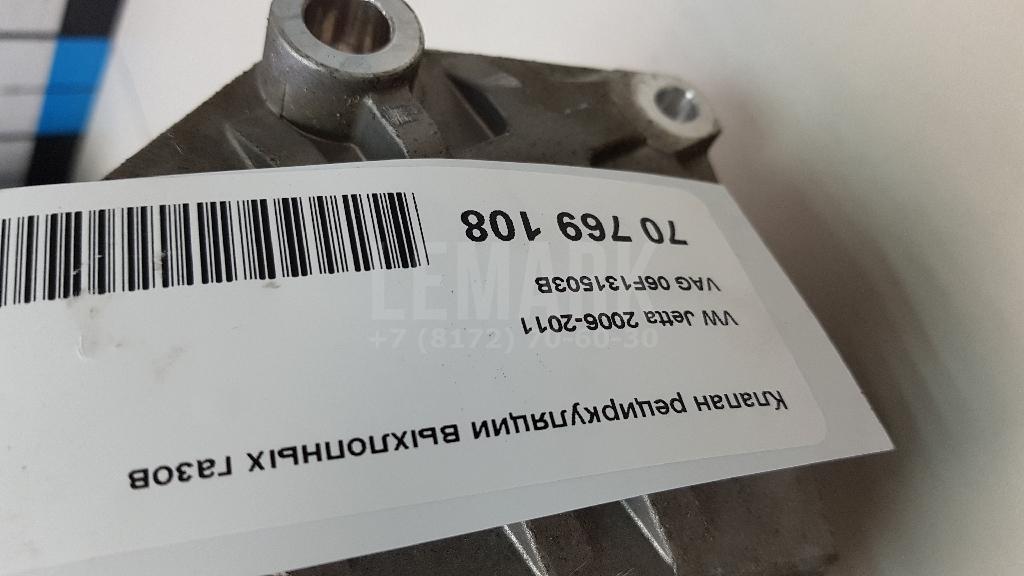 Клапан рециркуляции выхлопных газов
VW Jetta 2006-2011
VAG 06F131503B
70 769 108
LEMARK
+7 (8172) 70-60-30